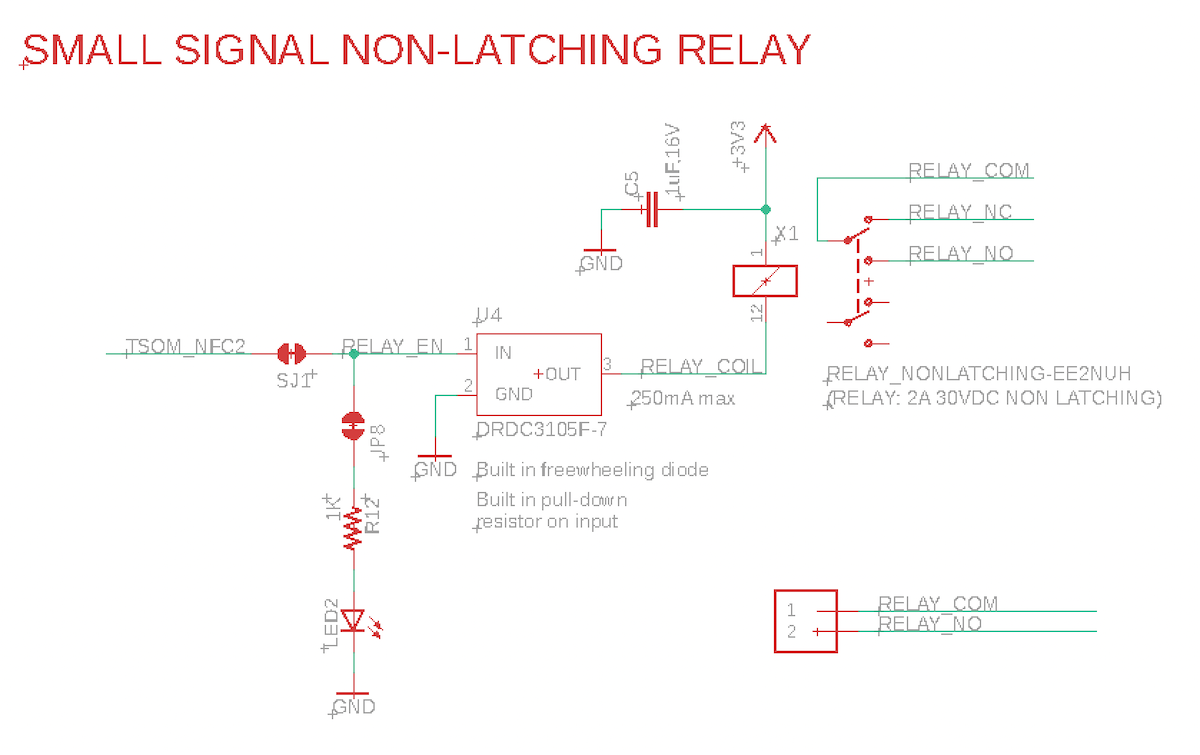 SMALL SIGNAL NON-LATCHING RELAY
+3V3
C5
1uF,16V
GND
X1
1
12
RELAY_COM
RELAY_NC
RELAY_NO
RELAY_NONLATCHING-EE2NUH
(RELAY: 2A 30VDC NON LATCHING)
TSOM_NFC2
SJ1
RELAY_EN
U4
1
IN
2
GND
OUT
3
RELAY_COIL
250mA max
DRDC3105F-7
GND
Built in freewheeling diode
Built in pull-down
resistor on input
JP8
1K
R12
LED2
GND
1
RELAY_COM
2
RELAY_NO